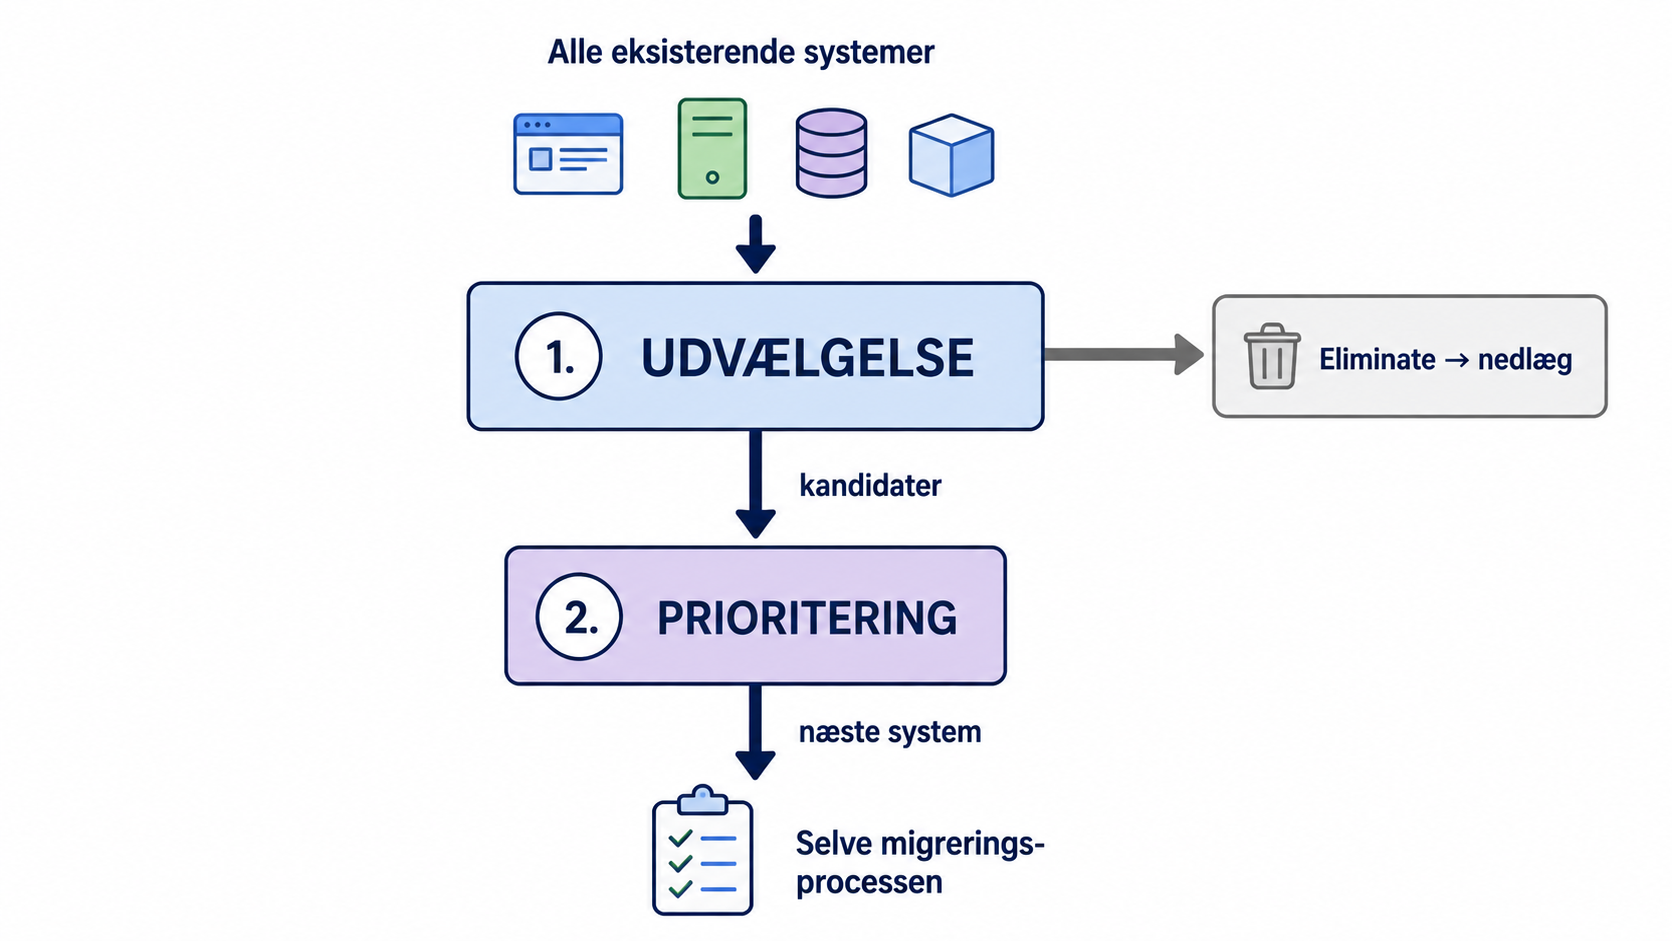 Alle eksisterende systemer
1. UDVÆLGELSE
Eliminate → nedlæg
kandidater
2. PRIORITERING
næste system
Selve migrerings-
processen